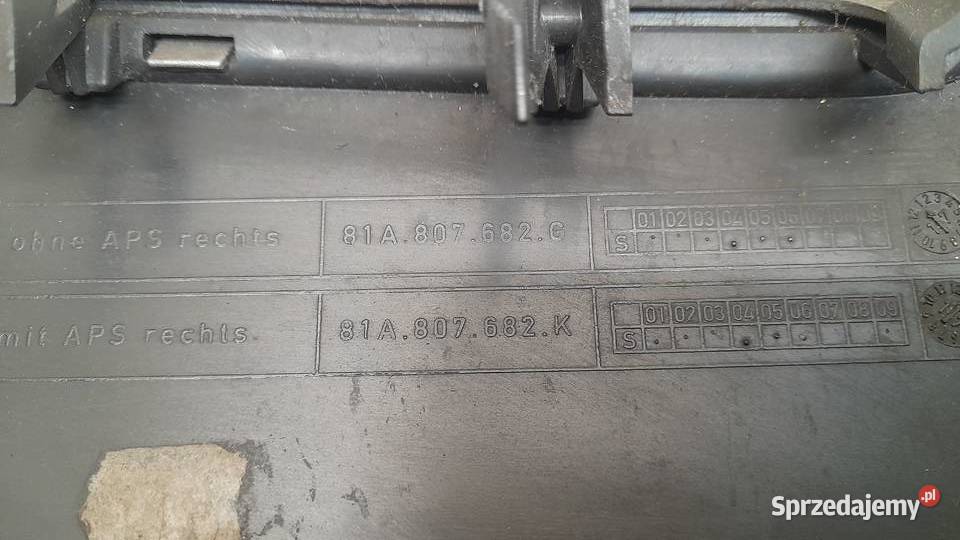 ohne APS rechts 81A.807.682.G 01 02 03 04 05 06 07 08 09
S
mit APS rechts 81A.807.682.K 01 02 03 04 05 06 07 08 09
S
Sprzedajemy.pl